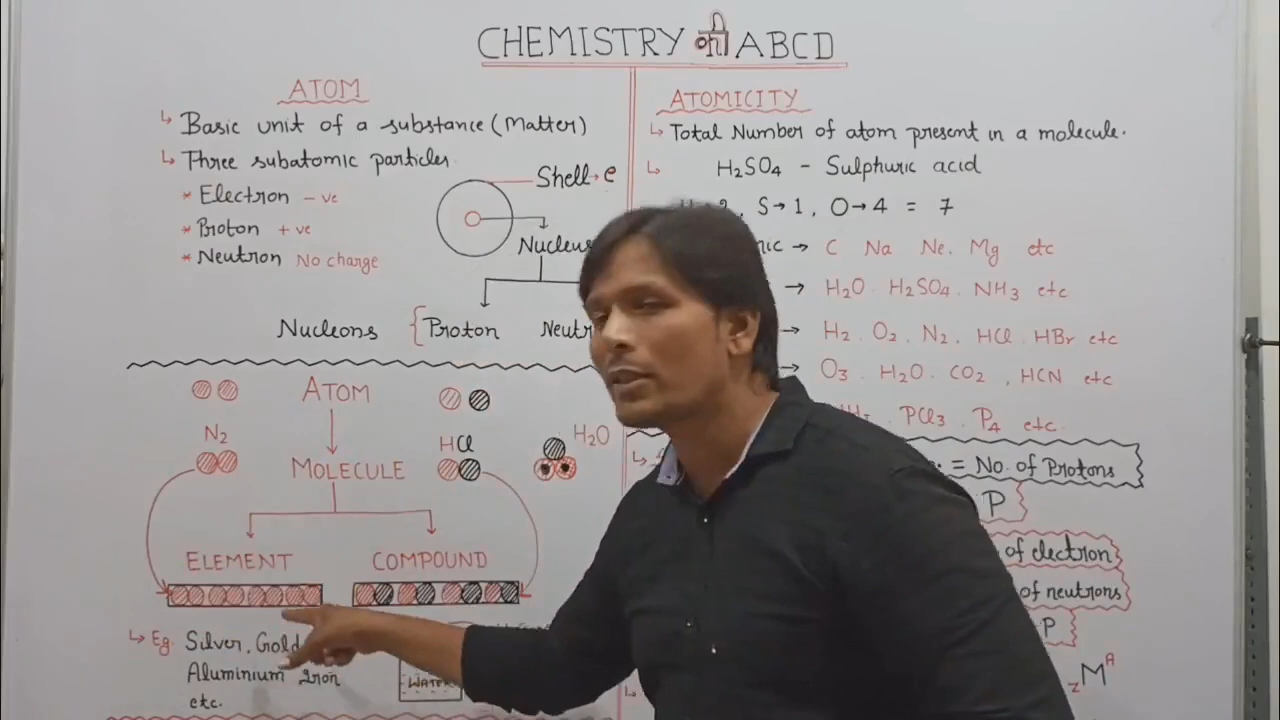 CHEMISTRY की ABCD
ATOM
↳ Basic unit of a substance (Matter)
↳ Three subatomic particles
* Electron - ve
* Proton + ve
* Neutron No charge
Shell → e
Nucleus
Nucleons { Proton Neutr
ATOM
N2
HCl
H2O
MOLECULE
ELEMENT
COMPOUND
↳ Eg. Silver, Gold
Aluminium Iron
etc.
WATER
ATOMICITY
↳ Total Number of atom present in a molecule.
↳ H2SO4 - Sulphuric acid
2, S→1, O→4 = 7
ic → C Na Ne. Mg etc
→ H2O. H2SO4. NH3 etc
→ H2. O2. N2. HCl. HBr etc
→ O3. H2O. CO2, HCN etc
PCl3. P4 etc.
= No. of Protons
P
of electron
of neutrons
P
zM^A